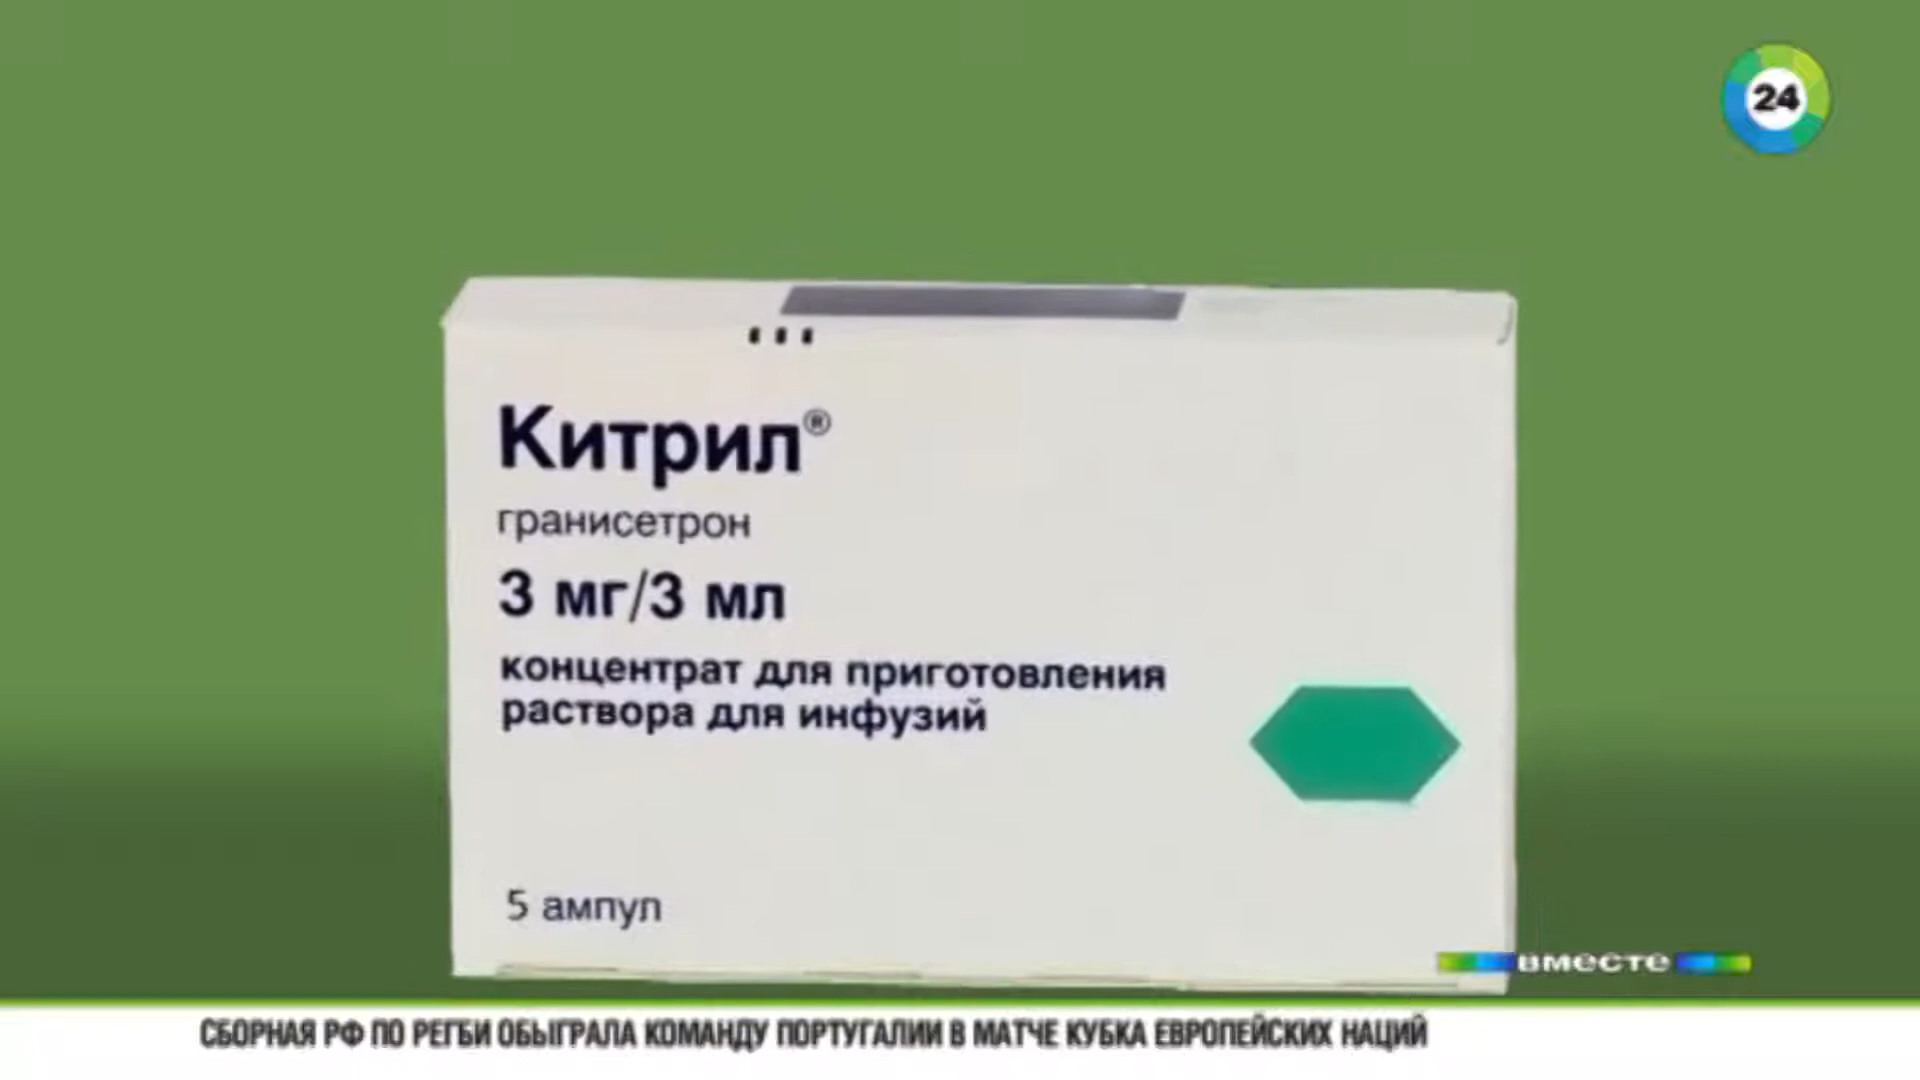 24
Китрил®
гранисетрон
3 мг/3 мл
концентрат для приготовления
раствора для инфузий
5 ампул
вместе
СБОРНАЯ РФ ПО РЕГБИ ОБЫГРАЛА КОМАНДУ ПОРТУГАЛИИ В МАТЧЕ КУБКА ЕВРОПЕЙСКИХ НАЦИЙ